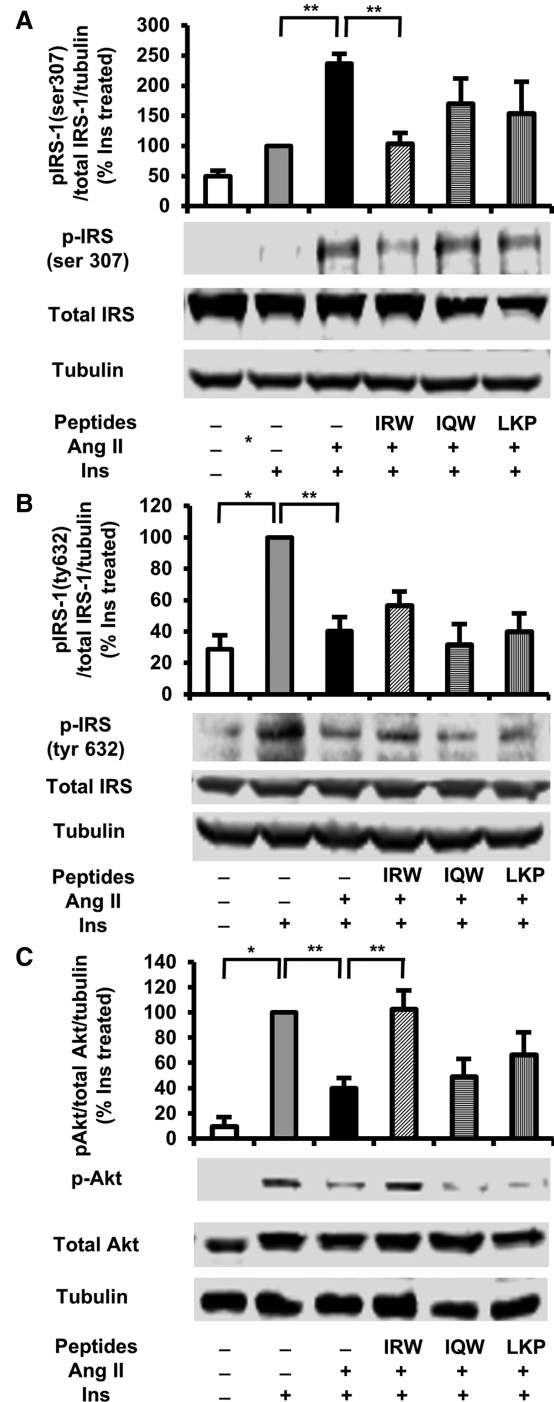 A
pIRS-1(ser307)
/total IRS-1/tubulin
(% Ins treated)
300
250
200
150
100
50
0
** **
p-IRS
(ser 307)
Total IRS
Tubulin
Peptides – – – IRW IQW LKP
Ang II – * – + + + +
Ins – + + + + +
B
pIRS-1(ty632)
/total IRS-1/tubulin
(% Ins treated)
120
100
80
60
40
20
0
* **
p-IRS
(tyr 632)
Total IRS
Tubulin
Peptides – – – IRW IQW LKP
Ang II – – + + + +
Ins – + + + + +
C
pAkt/total Akt/tubulin
(% Ins treated)
140
120
100
80
60
40
20
0
* ** **
p-Akt
Total Akt
Tubulin
Peptides – – – IRW IQW LKP
Ang II – – + + + +
Ins – + + + + +